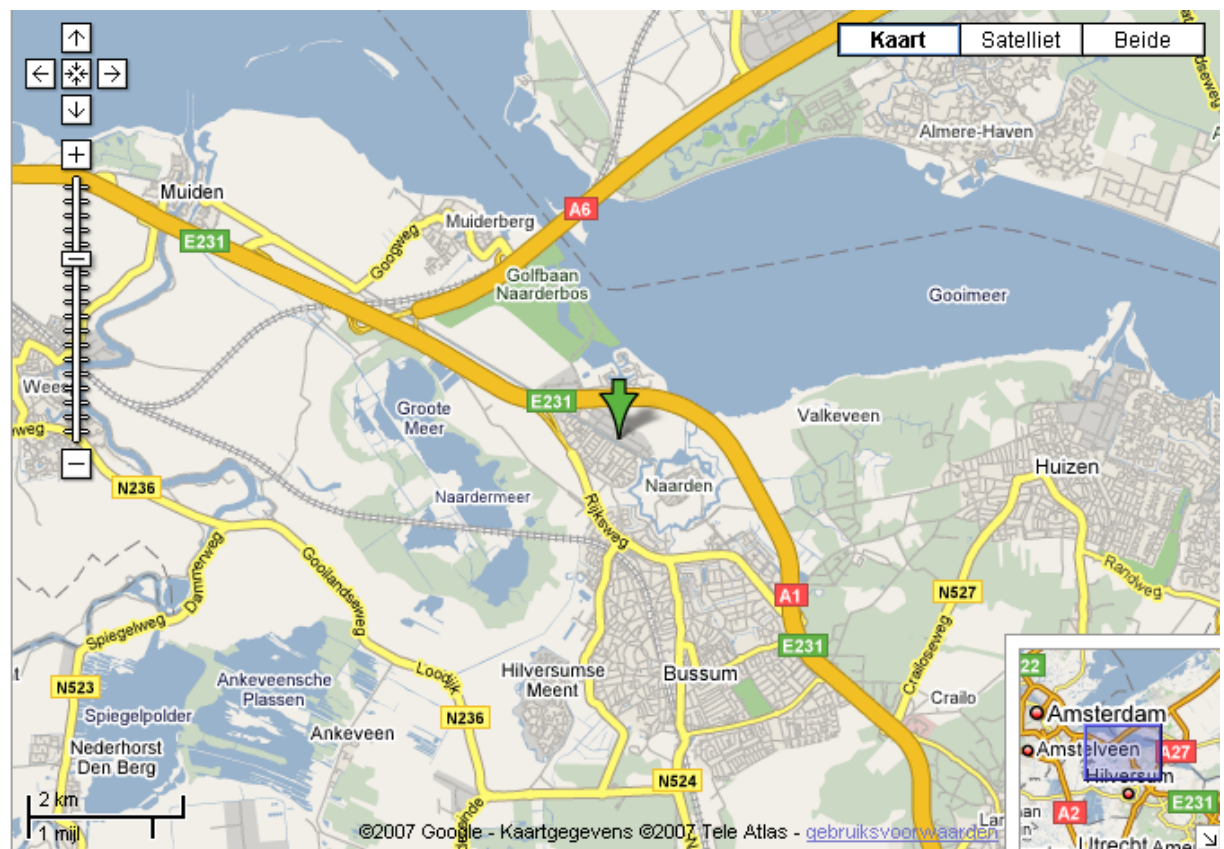 Kaart
Satelliet
Beide
Almere-Haven
Muiden
Muiderberg
A6
E231
Googweg
Golfbaan
Naarderbos
Gooimeer
E231
Groote
Meer
Valkeveen
Huizen
N236
Naardermeer
Naarden
Rijksweg
Dammerweg
Gooilandseweg
Randweg
A1
N527
Spiegelweg
E231
Crailoseweg
Hilversumse
Meent
Bussum
Loodijk
N523
Ankeveensche
Plassen
Crailo
Spiegelpolder
N236
Ankeveen
Nederhorst
Den Berg
N524
2 km
1 mijl
©2007 Google - Kaartgegevens ©2007 Tele Atlas - gebruiksvoorwaarden
22
Amsterdam
Amstelveen
A27
Hilversum
E231
A2
Utrecht